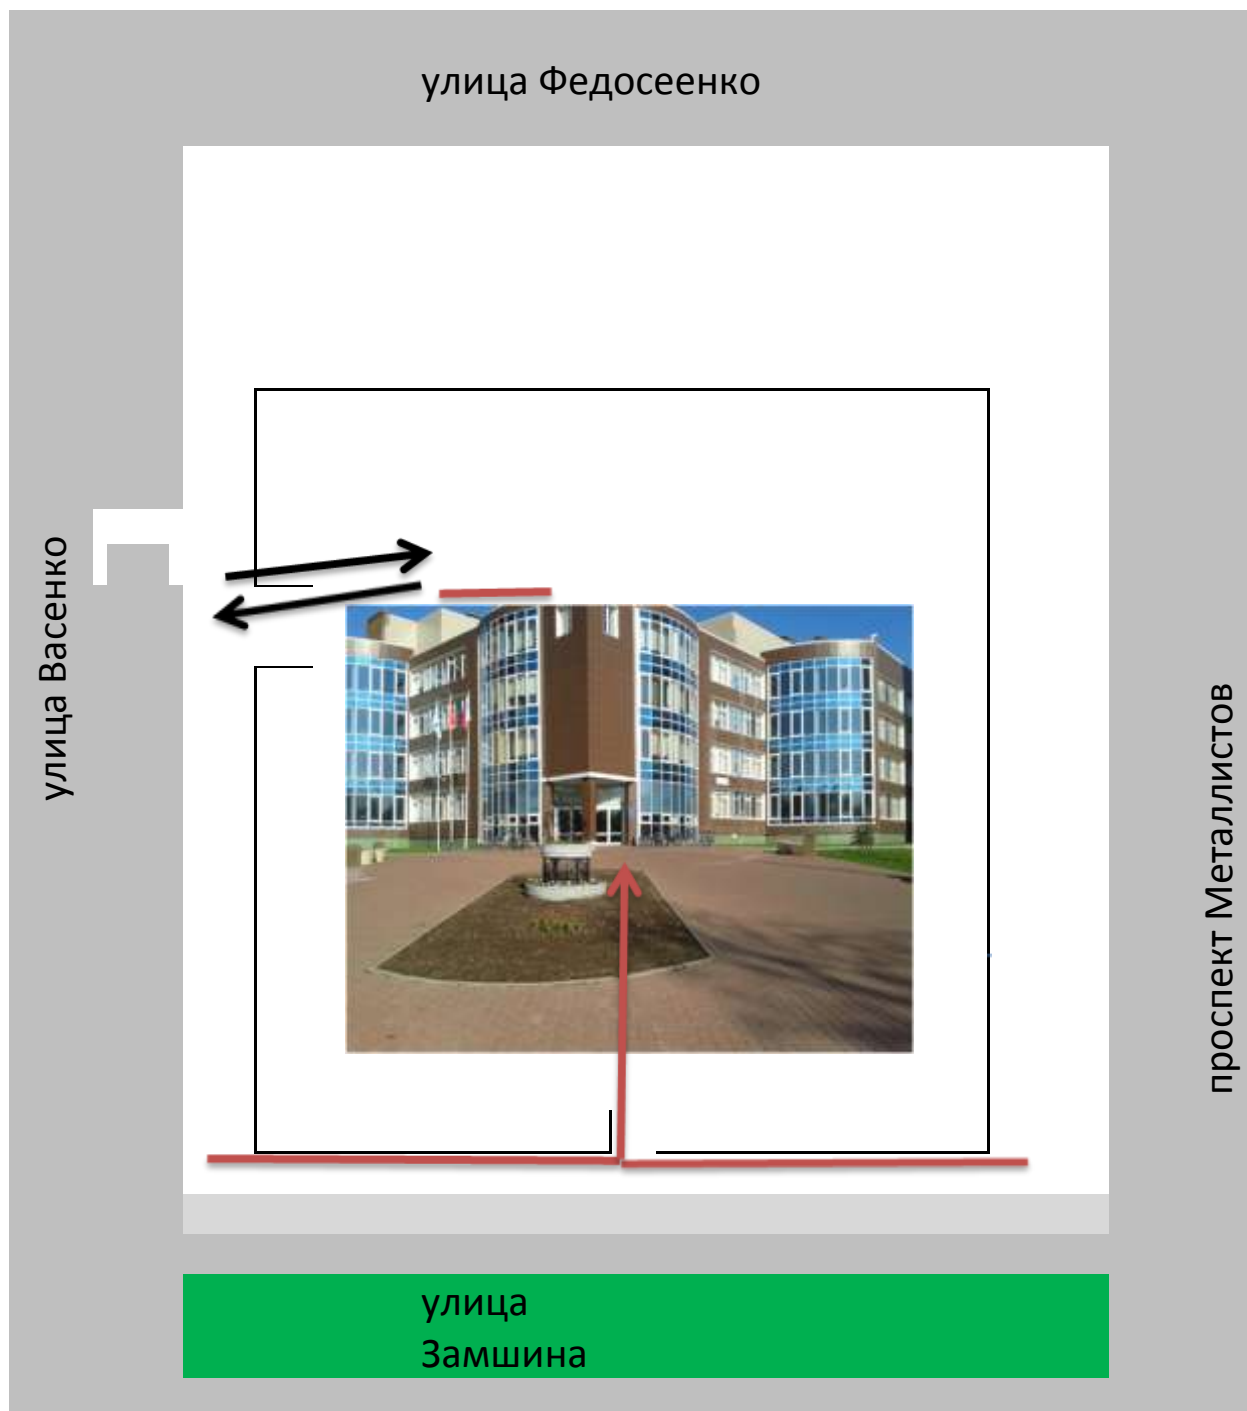 улица Федосеенко
улица Васенко
проспект Металлистов
улица
Замшина